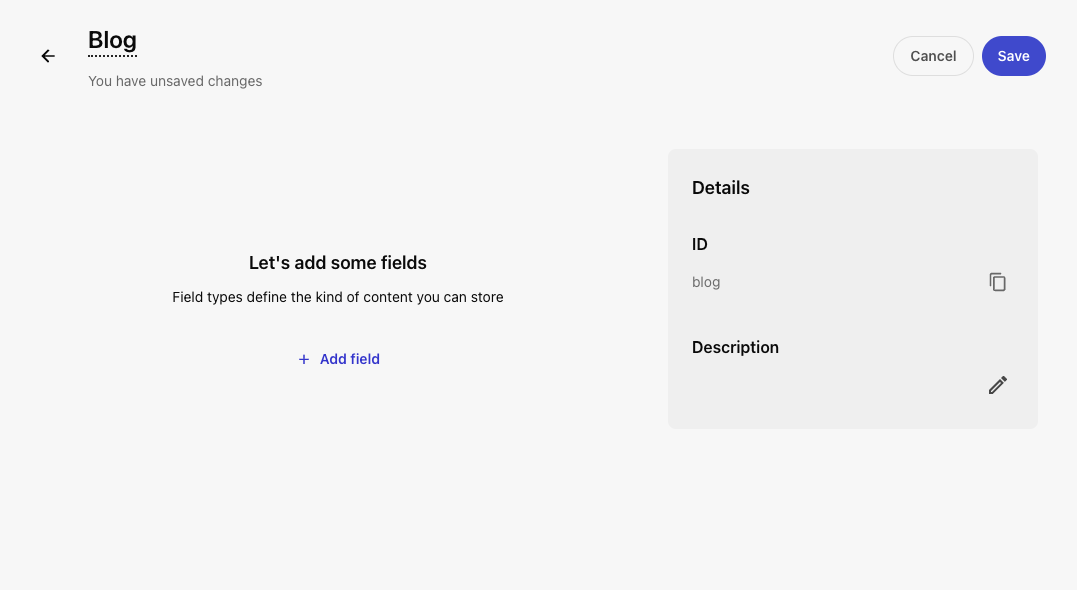 Blog
You have unsaved changes
Cancel
Save
Let's add some fields
Field types define the kind of content you can store
Add field
Details
ID
blog
Description